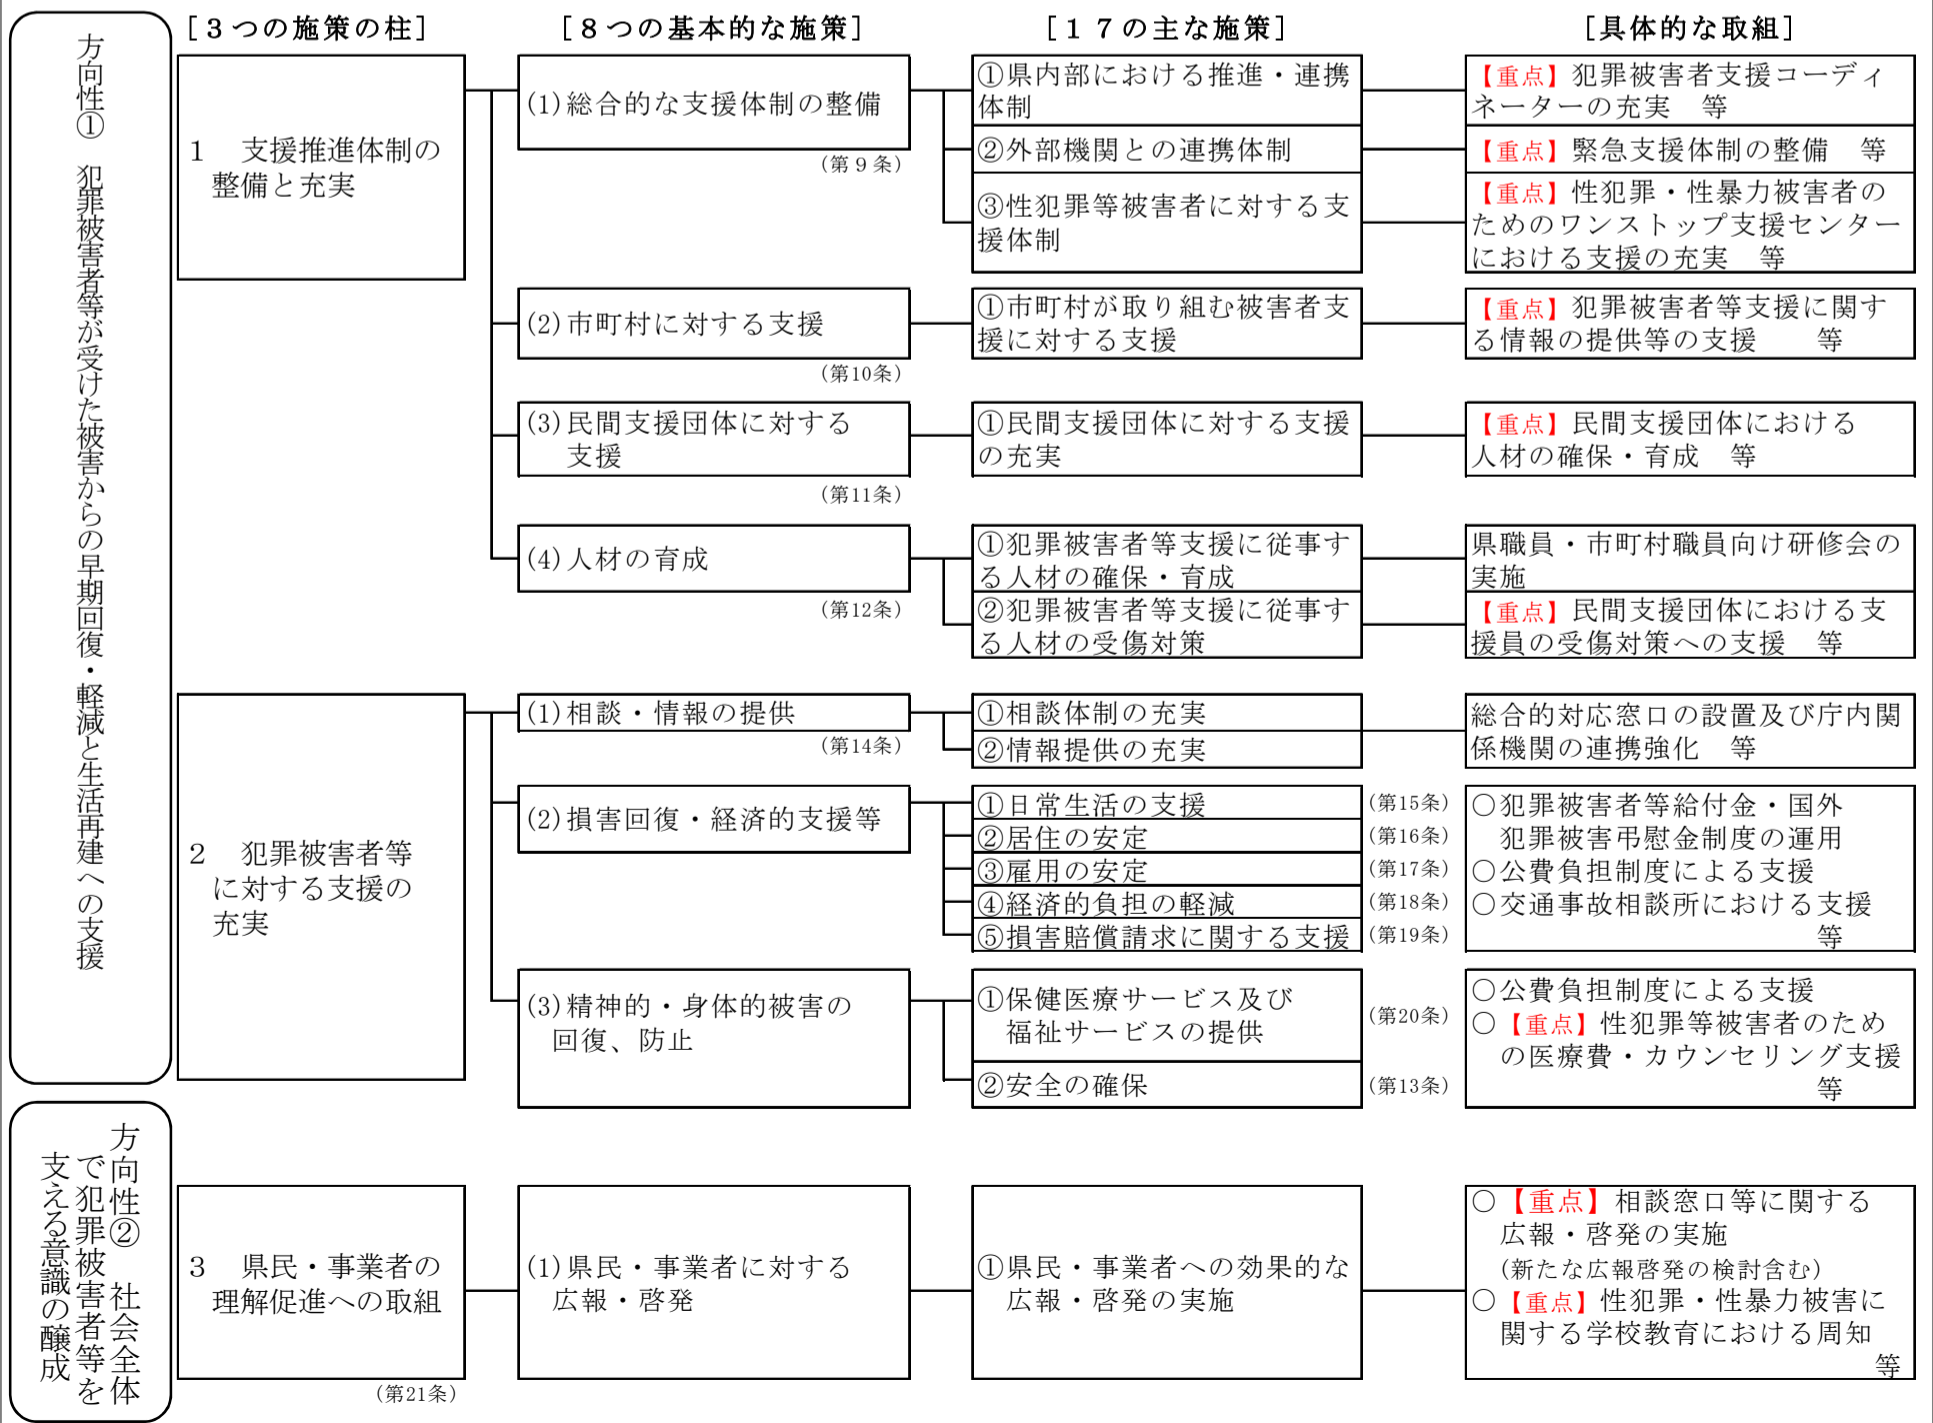 [３つの施策の柱]
[８つの基本的な施策]
[１７の主な施策]
[具体的な取組]
方向性① 犯罪被害者等が受けた被害からの早期回復・軽減と生活再建への支援
１　支援推進体制の
整備と充実
(1)総合的な支援体制の整備
（第９条）
①県内部における推進・連携
体制
【重点】犯罪被害者支援コーディ
ネーターの充実　等
②外部機関との連携体制
【重点】緊急支援体制の整備　等
③性犯罪等被害者に対する支
援体制
【重点】性犯罪・性暴力被害者の
ためのワンストップ支援センター
における支援の充実　等
(2)市町村に対する支援
（第10条）
①市町村が取り組む被害者支
援に対する支援
【重点】犯罪被害者等支援に関す
る情報の提供等の支援　　等
(3)民間支援団体に対する
支援
（第11条）
①民間支援団体に対する支援
の充実
【重点】民間支援団体における
人材の確保・育成　等
(4)人材の育成
（第12条）
①犯罪被害者等支援に従事す
る人材の確保・育成
県職員・市町村職員向け研修会の
実施
②犯罪被害者等支援に従事す
る人材の受傷対策
【重点】民間支援団体における支
援員の受傷対策への支援　等
２　犯罪被害者等
に対する支援の
充実
(1)相談・情報の提供
（第14条）
①相談体制の充実
②情報提供の充実
総合的対応窓口の設置及び庁内関
係機関の連携強化　等
(2)損害回復・経済的支援等
①日常生活の支援
（第15条）
②居住の安定
（第16条）
③雇用の安定
（第17条）
④経済的負担の軽減
（第18条）
⑤損害賠償請求に関する支援
（第19条）
○犯罪被害者等給付金・国外
犯罪被害弔慰金制度の運用
○公費負担制度による支援
○交通事故相談所における支援
等
(3)精神的・身体的被害の
回復、防止
①保健医療サービス及び
福祉サービスの提供
（第20条）
②安全の確保
（第13条）
○公費負担制度による支援
○【重点】性犯罪等被害者のため
の医療費・カウンセリング支援
等
方向性② 社会全体
で犯罪被害者等を
支える意識の醸成
３　県民・事業者の
理解促進への取組
（第21条）
(1)県民・事業者に対する
広報・啓発
①県民・事業者への効果的な
広報・啓発の実施
○【重点】相談窓口等に関する
広報・啓発の実施
（新たな広報啓発の検討含む）
○【重点】性犯罪・性暴力被害に
関する学校教育における周知
等